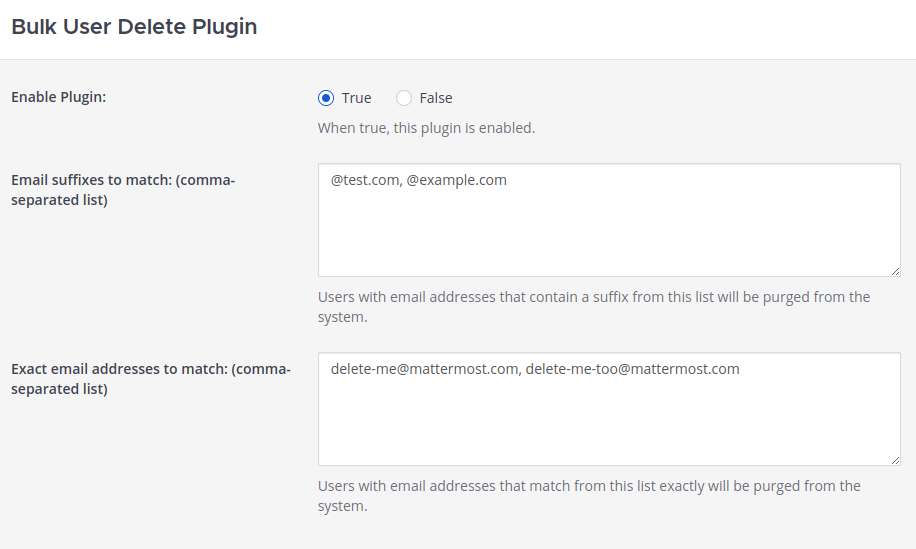 Bulk User Delete Plugin
Enable Plugin:
True
False
When true, this plugin is enabled.
Email suffixes to match: (comma-
separated list)
@test.com, @example.com
Users with email addresses that contain a suffix from this list will be purged from the
system.
Exact email addresses to match: (comma-
separated list)
delete-me@mattermost.com, delete-me-too@mattermost.com
Users with email addresses that match from this list exactly will be purged from the
system.